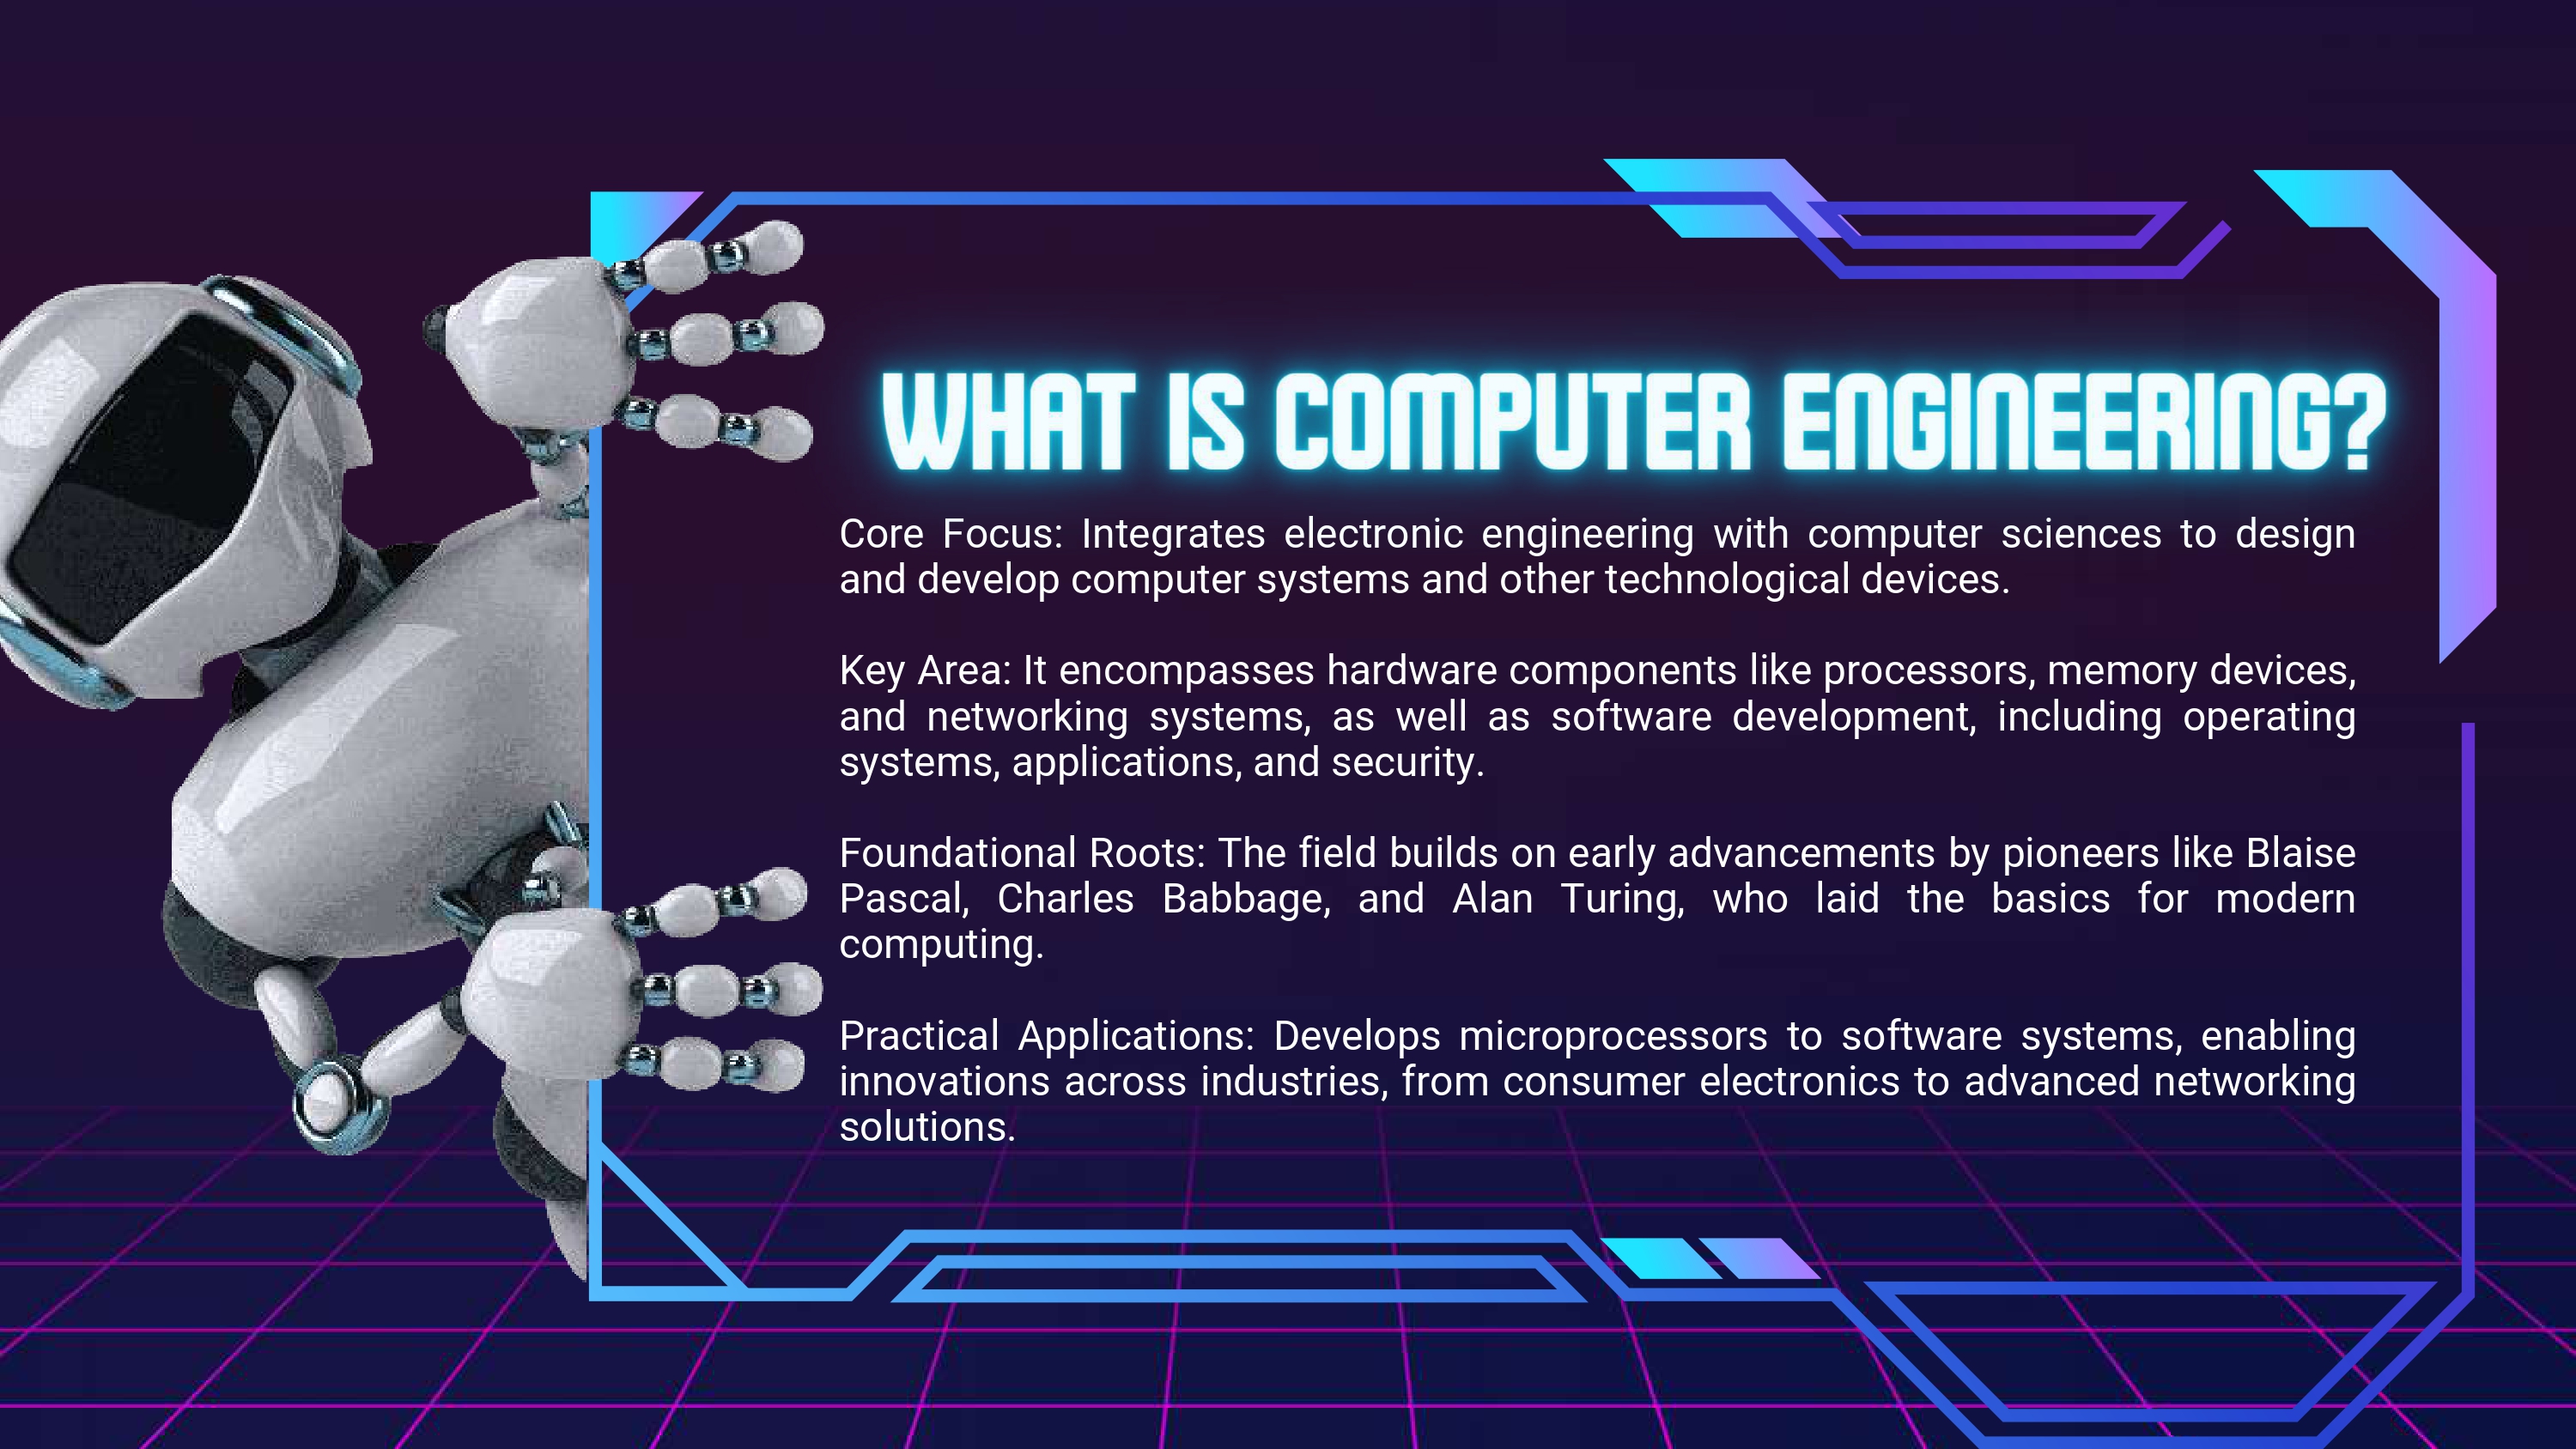 WHAT IS COMPUTER ENGINEERING?
Core Focus: Integrates electronic engineering with computer sciences to design
and develop computer systems and other technological devices.
Key Area: It encompasses hardware components like processors, memory devices,
and networking systems, as well as software development, including operating
systems, applications, and security.
Foundational Roots: The field builds on early advancements by pioneers like Blaise
Pascal, Charles Babbage, and Alan Turing, who laid the basics for modern
computing.
Practical Applications: Develops microprocessors to software systems, enabling
innovations across industries, from consumer electronics to advanced networking
solutions.